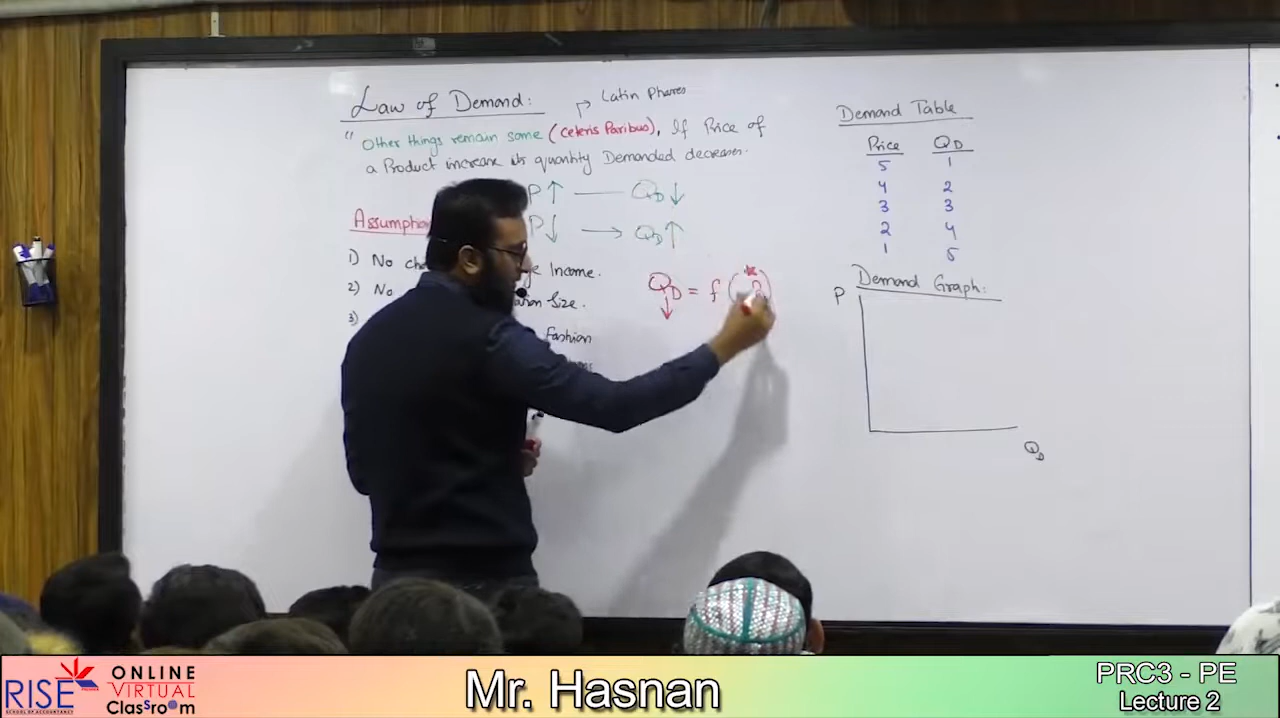 Law of Demand:
Latin Phares
" Other things remain same (Ceteris Paribus), If Price of
a Product increase its quantity Demanded decreases.
P↑ —— QD↓
P↓ → QD↑
Assumption
1) No Income.
2) No Size.
3) Fashion
QD↓ = f(
Demand Table
Price QD
5 1
4 2
3 3
2 4
1 5
Demand Graph:
P
QD
RISE
SCHOOL OF ACCOUNTANCY
ONLINE
VIRTUAL
ClasSroom
Mr. Hasnan
PRC3 - PE
Lecture 2